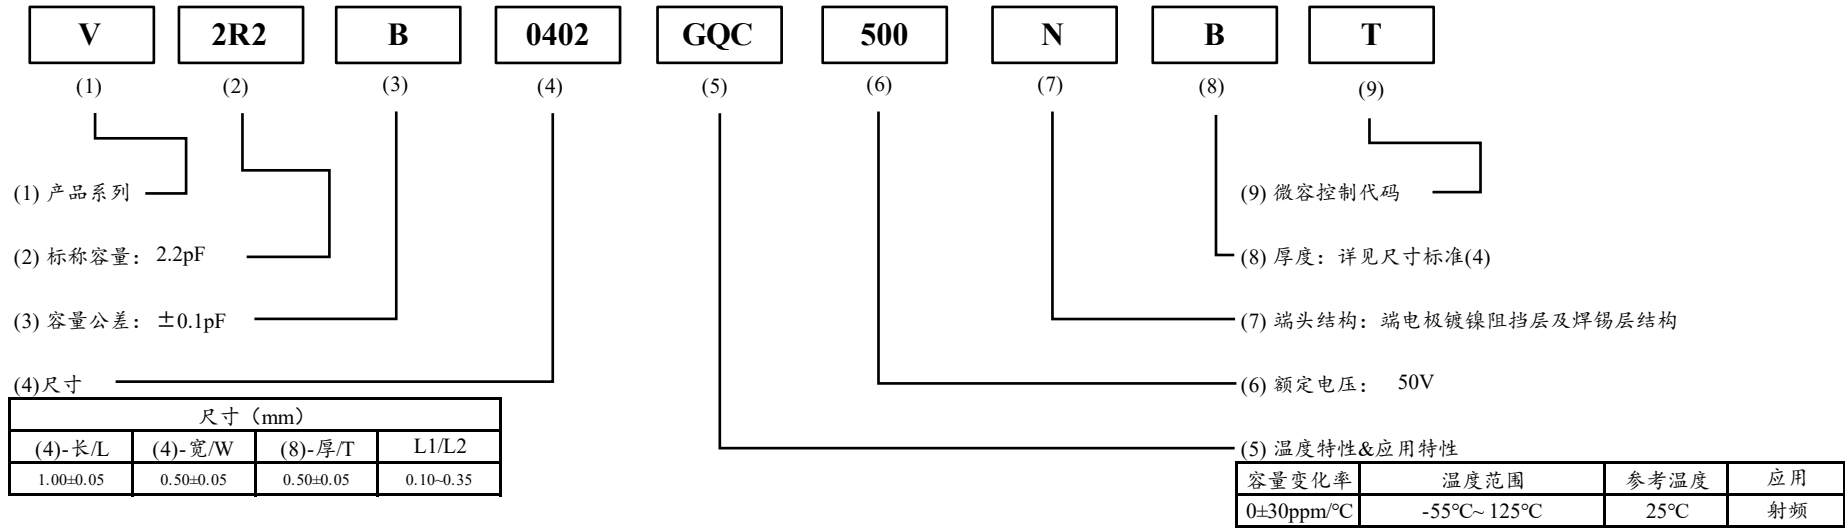 V 2R2 B 0402 GQC 500 N B T
(1) (2) (3) (4) (5) (6) (7) (8) (9)
(1) 产品系列
(9) 微容控制代码
(2) 标称容量： 2.2pF
(8) 厚度：详见尺寸标准(4)
(3) 容量公差：±0.1pF
(7) 端头结构：端电极镀镍阻挡层及焊锡层结构
(4)尺寸
(6) 额定电压： 50V
尺寸（mm）
(4)-长/L (4)-宽/W (8)-厚/T L1/L2
1.00±0.05 0.50±0.05 0.50±0.05 0.10~0.35
(5) 温度特性&应用特性
容量变化率 温度范围 参考温度 应用
0±30ppm/℃ -55℃~ 125℃ 25℃ 射频